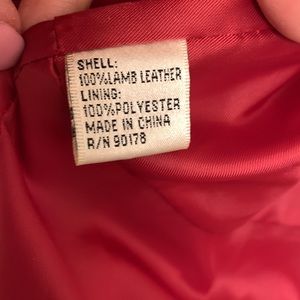 SHELL:
100%LAMB LEATHER
LINING:
100%POLYESTER
MADE IN CHINA
R/N 90178